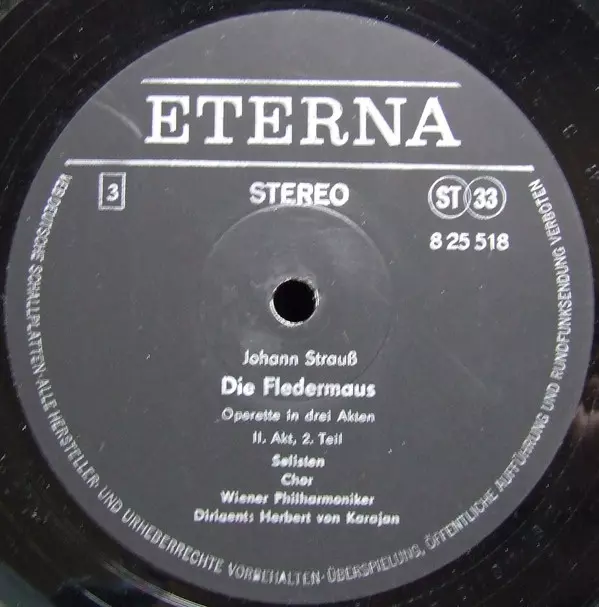 ETERNA
3
STEREO
ST 33
8 25 518
Johann Strauß
Die Fledermaus
Operette in drei Akten
II. Akt, 2. Teil
Solisten
Chor
Wiener Philharmoniker
Dirigent: Herbert von Karajan
VEB DEUTSCHE SCHALLPLATTEN · ALLE HERSTELLER- UND URHEBERRECHTE VORBEHALTEN · ÜBERSPIELUNG, ÖFFENTLICHE AUFFÜHRUNG UND RUNDFUNKSENDUNG VERBOTEN